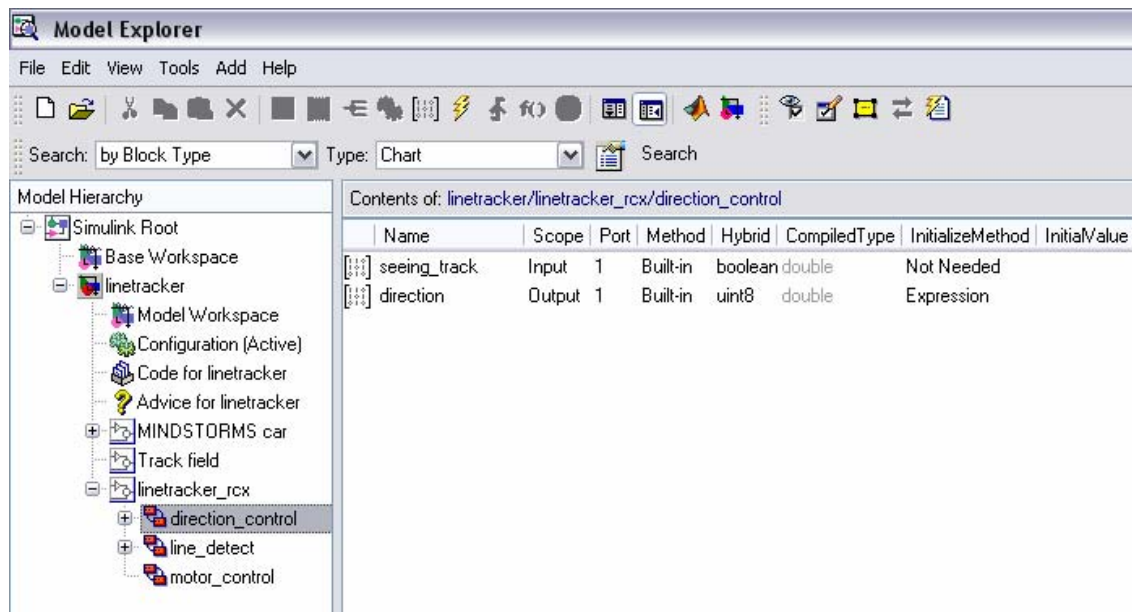 Model Explorer
File Edit View Tools Add Help
f()
Search: by Block Type Type: Chart Search
Model Hierarchy
Simulink Root
Base Workspace
linetracker
Model Workspace
Configuration (Active)
Code for linetracker
Advice for linetracker
MINDSTORMS car
Track field
linetracker_rcx
direction_control
line_detect
motor_control
Contents of: linetracker/linetracker_rcx/direction_control
Name Scope Port Method Hybrid CompiledType InitializeMethod InitialValue
seeing_track Input 1 Built-in boolean double Not Needed
direction Output 1 Built-in uint8 double Expression